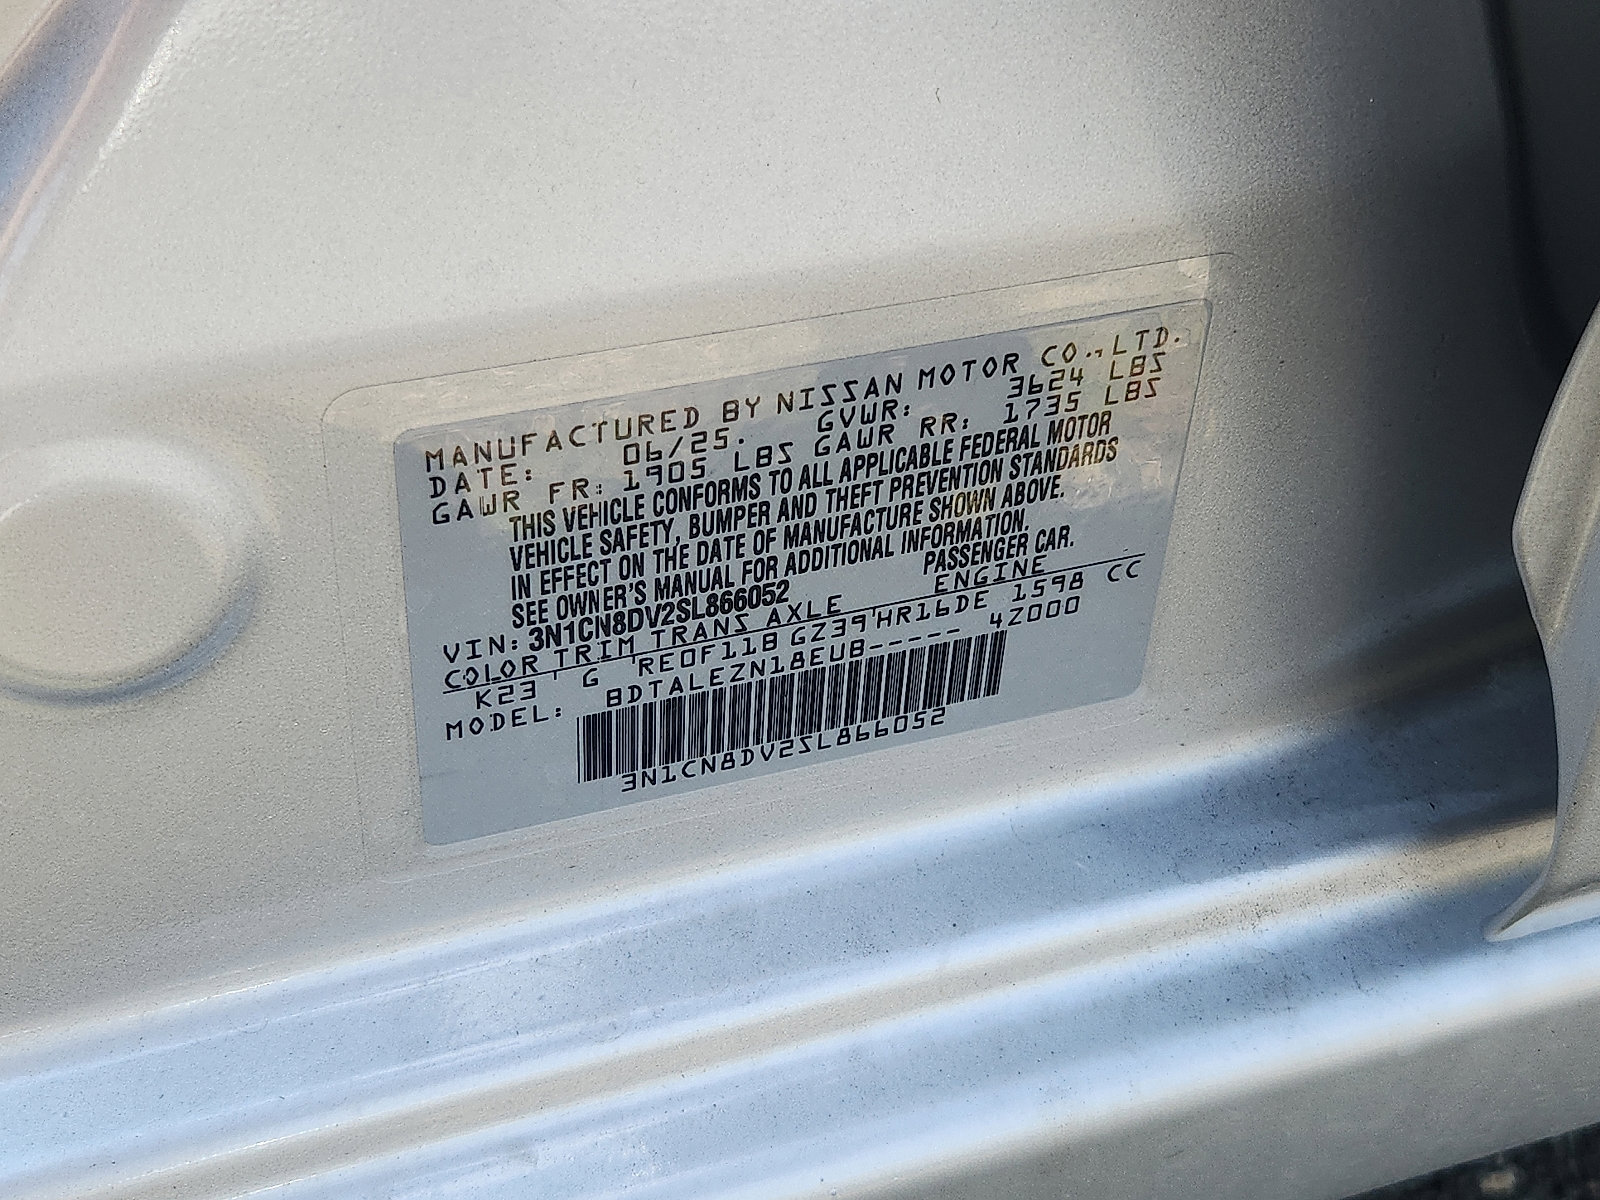 MANUFACTURED BY NISSAN MOTOR CO.,LTD.
DATE: 06/25. GVWR: 3624 LBS
GAWR FR: 1905 LBS GAWR RR: 1735 LBS
THIS VEHICLE CONFORMS TO ALL APPLICABLE FEDERAL MOTOR
VEHICLE SAFETY, BUMPER AND THEFT PREVENTION STANDARDS
IN EFFECT ON THE DATE OF MANUFACTURE SHOWN ABOVE.
SEE OWNER'S MANUAL FOR ADDITIONAL INFORMATION.
VIN: 3N1CN8DV2SL866052 PASSENGER CAR.
COLOR TRIM TRANS AXLE ENGINE
K23 G RE0F11B GZ39 HR16DE 1598 CC
MODEL: BDTALEZN18EUB----- 4Z000
3N1CN8DV2SL866052